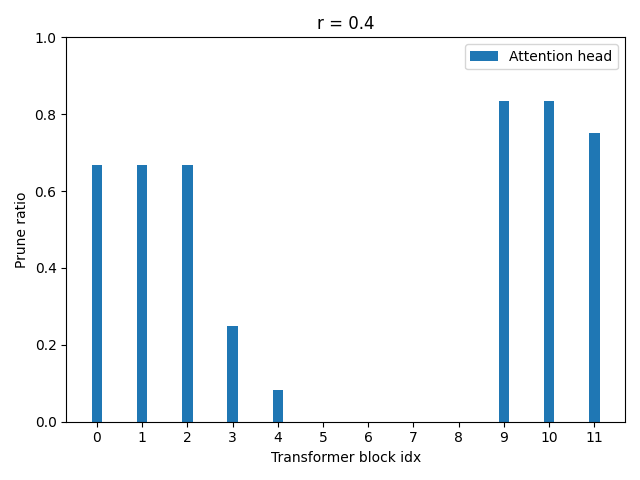 r = 0.4
Attention head
Prune ratio
1.0
0.8
0.6
0.4
0.2
0.0
0 1 2 3 4 5 6 7 8 9 10 11
Transformer block idx